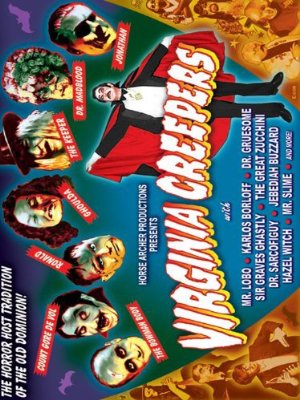 THE HORROR HOST TRADITION
OF THE OLD DOMINION!
COUNT GORE DE VOL
RONALD
GHOULDA
THE KEEPER
DR. MADBLOOD
JONATHAN
THE BOWMAN BODY
HORSE ARCHER PRODUCTIONS
PRESENTS
VIRGINIA CREEPERS
with
MR. LOBO • KARLOS BORLOFF • DR. GRUESOME
SIR GRAVES GHASTLY • THE GREAT ZUCCHINI
DR. SARCOFIGUY • JEBEDIAH BUZZARD
HAZEL WITCH • MR. SLIME • AND MORE!